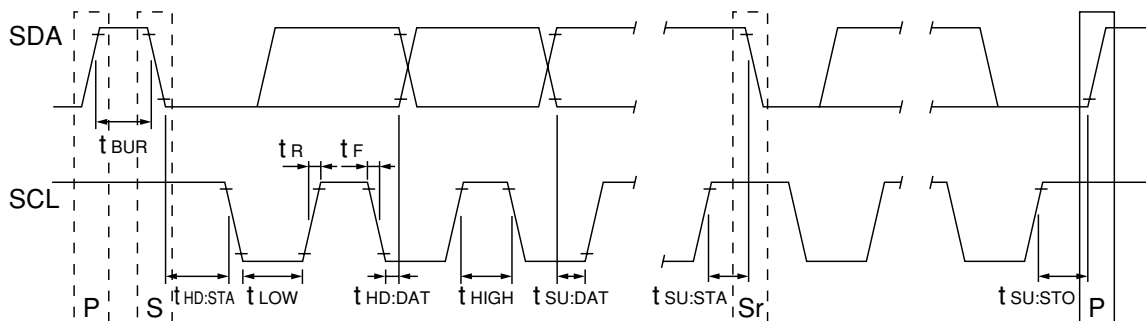 SDA
t BUR
t R
t F
SCL
t HD:STA
t LOW
t HD:DAT
t HIGH
t SU:DAT
t SU:STA
t SU:STO
P
S
Sr
P